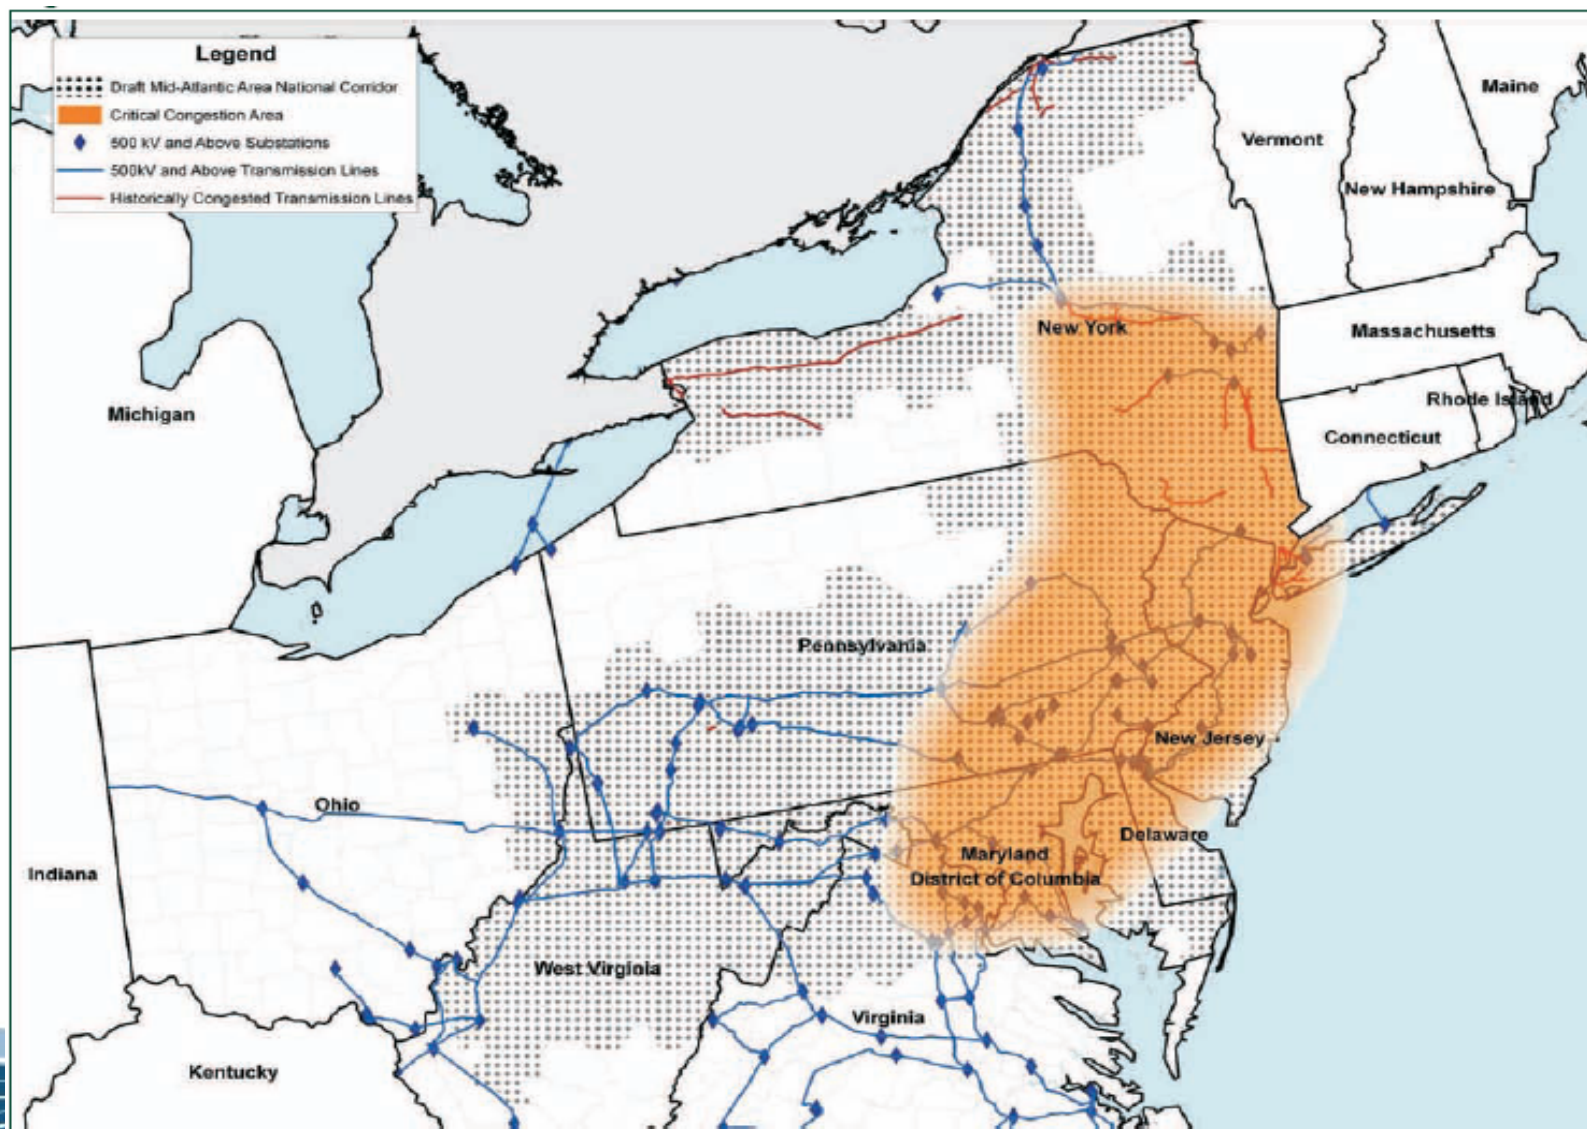 Legend
Draft Mid-Atlantic Area National Corridor
Critical Congestion Area
500 kV and Above Substations
500kV and Above Transmission Lines
Historically Congested Transmission Lines
Maine
Vermont
New Hampshire
New York
Massachusetts
Michigan
Rhode Island
Connecticut
Pennsylvania
New Jersey
Ohio
Delaware
Maryland
Indiana
District of Columbia
West Virginia
Virginia
Kentucky